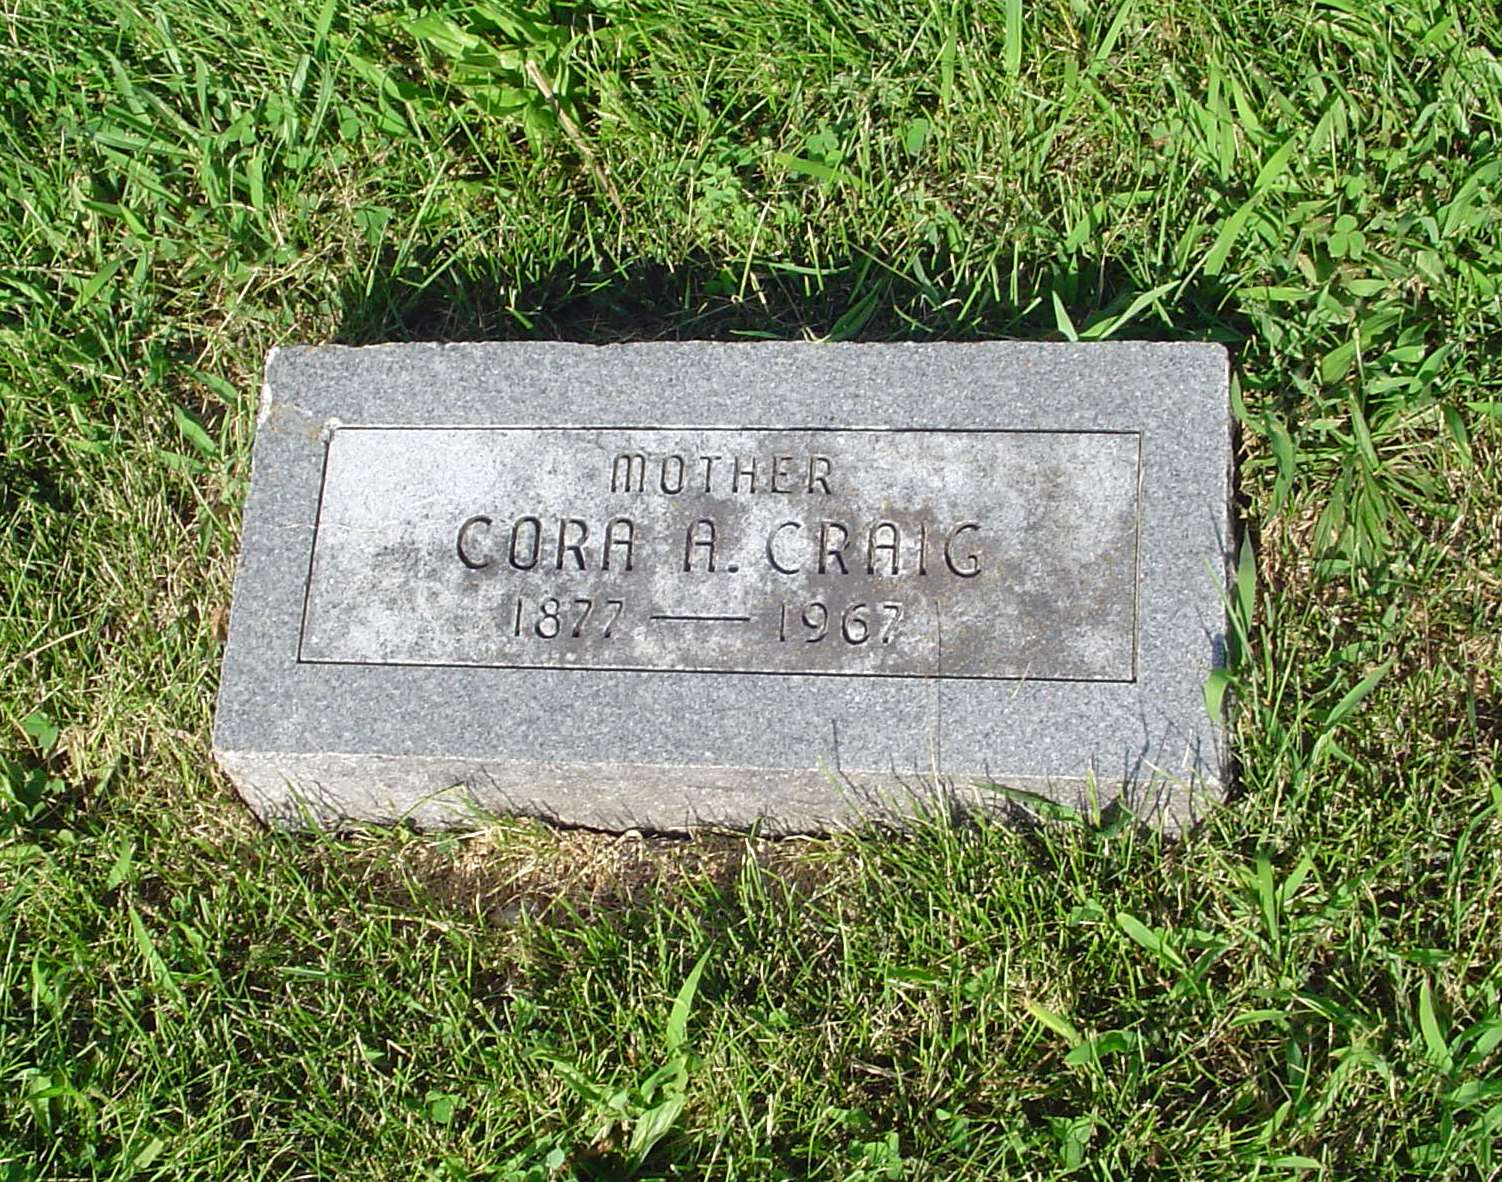 MOTHER
CORA A. CRAIG
1877 — 1967